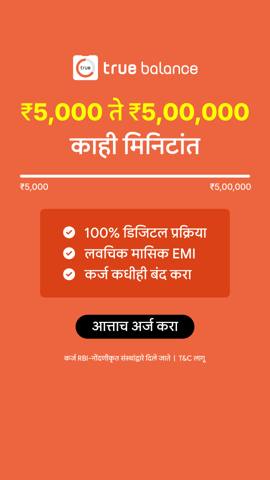 true
true balance
₹5,000 ते ₹5,00,000
काही मिनिटांत
₹5,000
₹5,00,000
100% डिजिटल प्रक्रिया
लवचिक मासिक EMI
कर्ज कधीही बंद करा
आत्ताच अर्ज करा
कर्ज RBI-नोंदणीकृत संस्थांद्वारे दिले जाते | T&C लागू